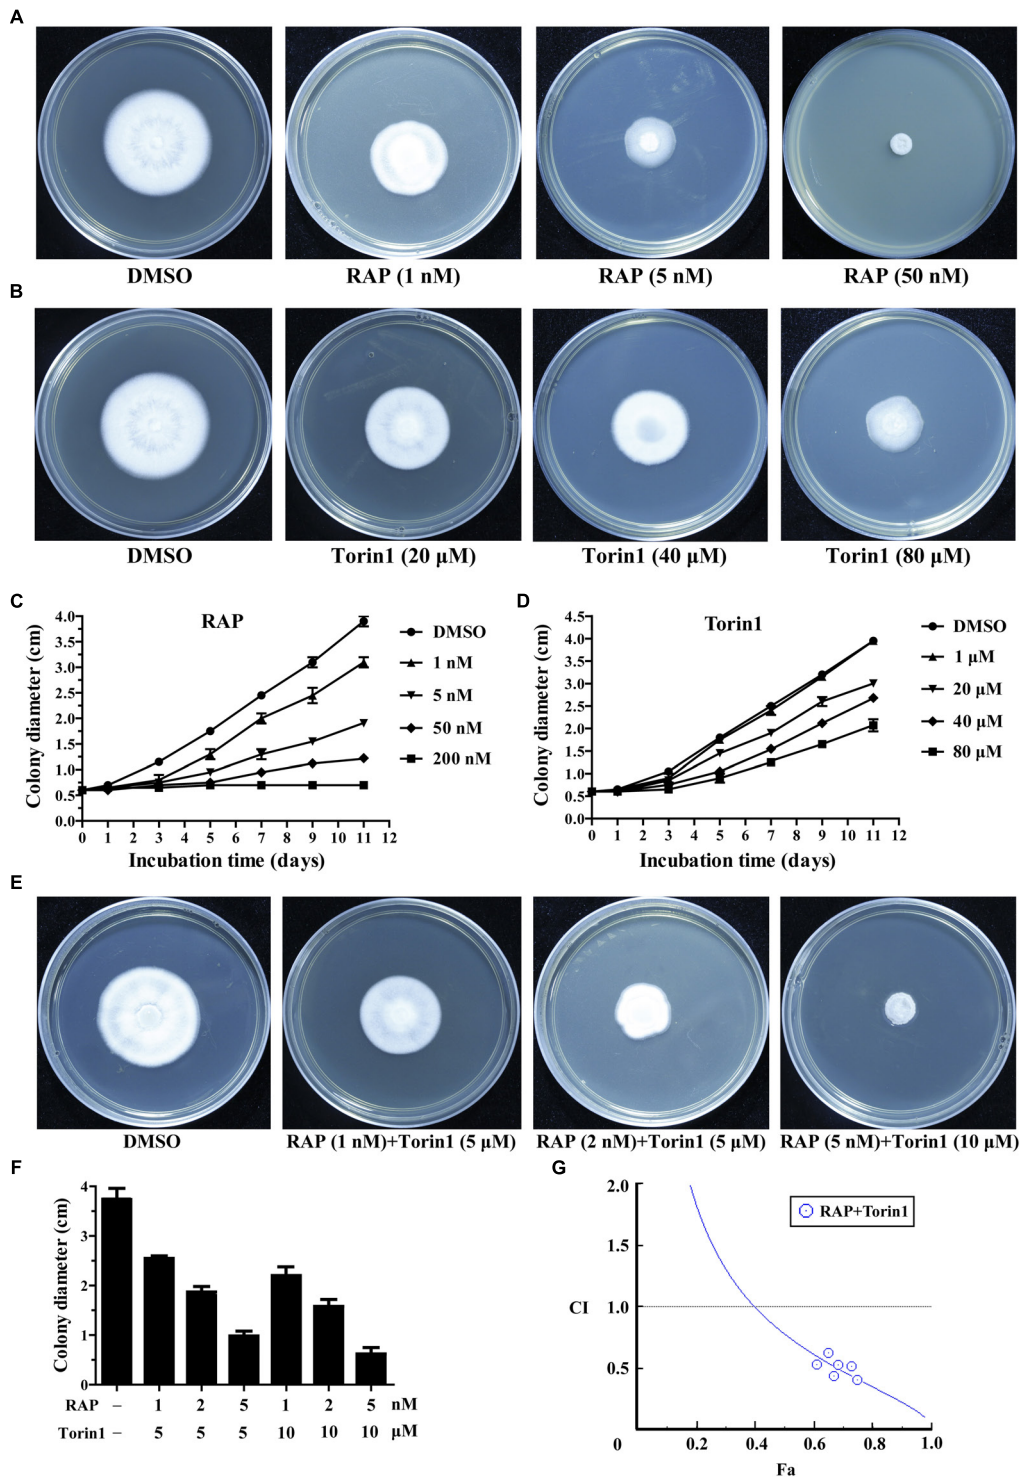 A
DMSO RAP (1 nM) RAP (5 nM) RAP (50 nM)
B
DMSO Torin1 (20 μM) Torin1 (40 μM) Torin1 (80 μM)
C
RAP
Colony diameter (cm)
4.0
3.5
3.0
2.5
2.0
1.5
1.0
0.5
0.0
0 1 2 3 4 5 6 7 8 9 10 11 12
Incubation time (days)
DMSO
1 nM
5 nM
50 nM
200 nM
D
Torin1
Colony diameter (cm)
4.5
4.0
3.5
3.0
2.5
2.0
1.5
1.0
0.5
0.0
0 1 2 3 4 5 6 7 8 9 10 11 12
Incubation time (days)
DMSO
1 μM
20 μM
40 μM
80 μM
E
DMSO RAP (1 nM)+Torin1 (5 μM) RAP (2 nM)+Torin1 (5 μM) RAP (5 nM)+Torin1 (10 μM)
F
Colony diameter (cm)
4
3
2
1
0
RAP – 1 2 5 1 2 5 nM
Torin1 – 5 5 5 10 10 10 μM
G
CI
2.0
1.5
1.0
0.5
0 0.2 0.4 0.6 0.8 1.0
Fa
RAP+Torin1